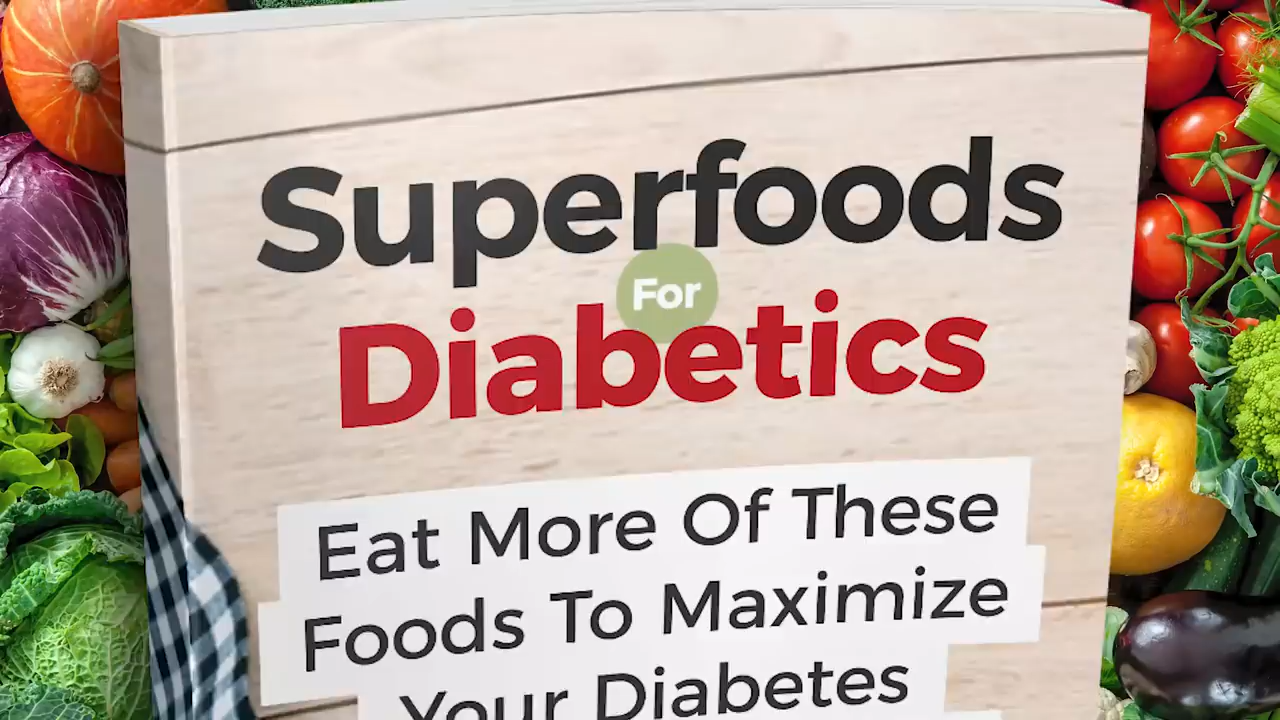 Superfoods
For
Diabetics
Eat More Of These
Foods To Maximize
Your Diabetes